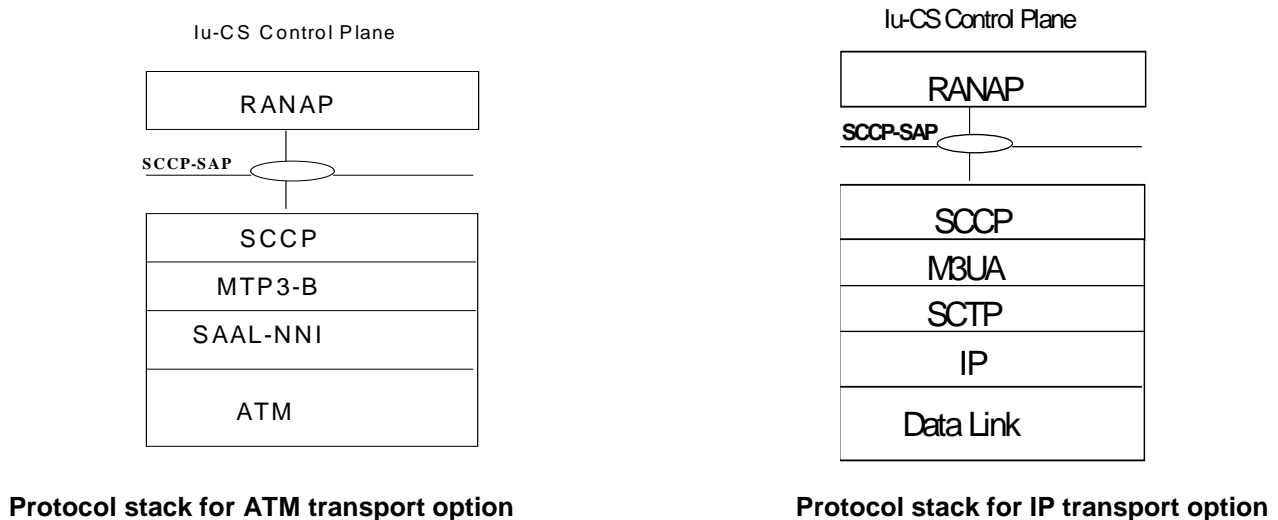 Iu-CS Control Plane
RANAP
SCCP-SAP
SCCP
MTP3-B
SAAL-NNI
ATM
Protocol stack for ATM transport option
Iu-CS Control Plane
RANAP
SCCP-SAP
SCCP
M3UA
SCTP
IP
Data Link
Protocol stack for IP transport option